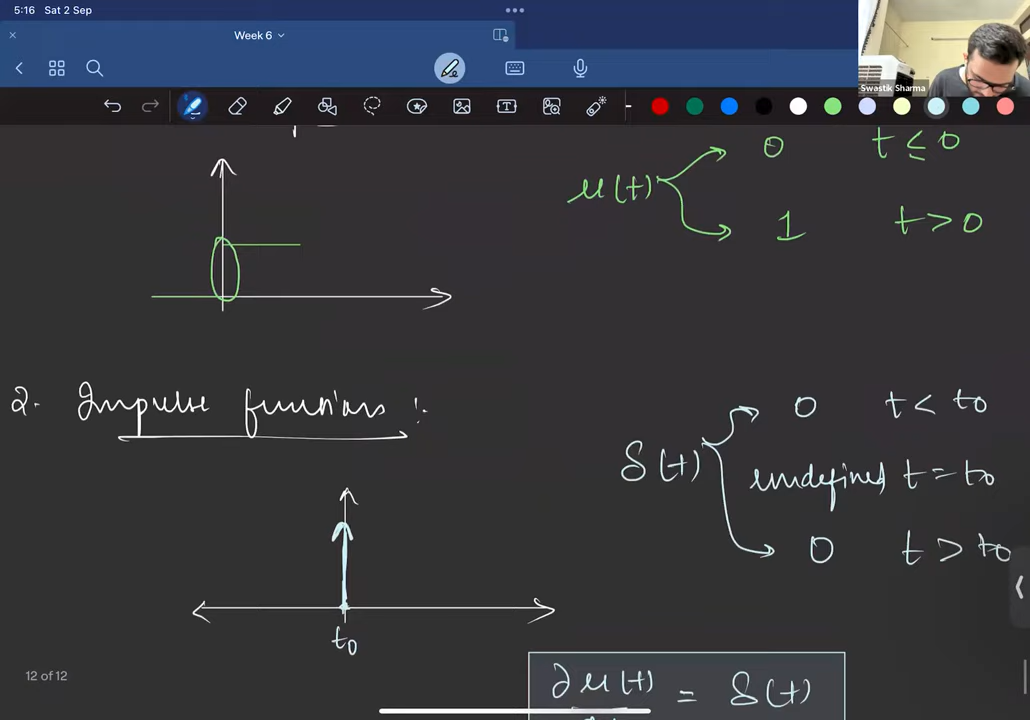 5:16 Sat 2 Sep
Week 6
Swastik Sharma
μ(t)
0 t ≤ 0
1 t > 0
2. Impulse function :
δ(t)
0 t < t0
undefined t = t0
0 t > t0
t0
12 of 12
∂μ(t) = δ(t)